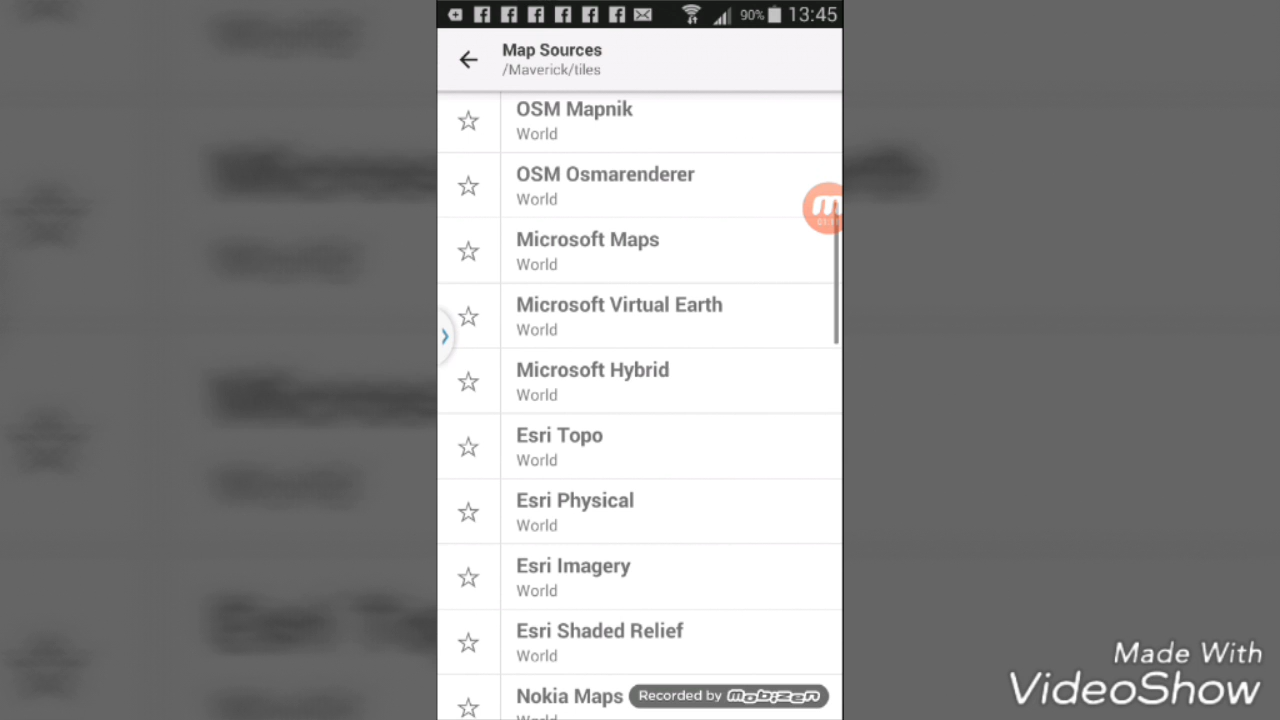 90% 13:45
Map Sources
/Maverick/tiles
OSM Mapnik
World
OSM Osmarenderer
World
Microsoft Maps
World
Microsoft Virtual Earth
World
Microsoft Hybrid
World
Esri Topo
World
Esri Physical
World
Esri Imagery
World
Esri Shaded Relief
World
Nokia Maps
Recorded by mobizen
World
Made With
VideoShow